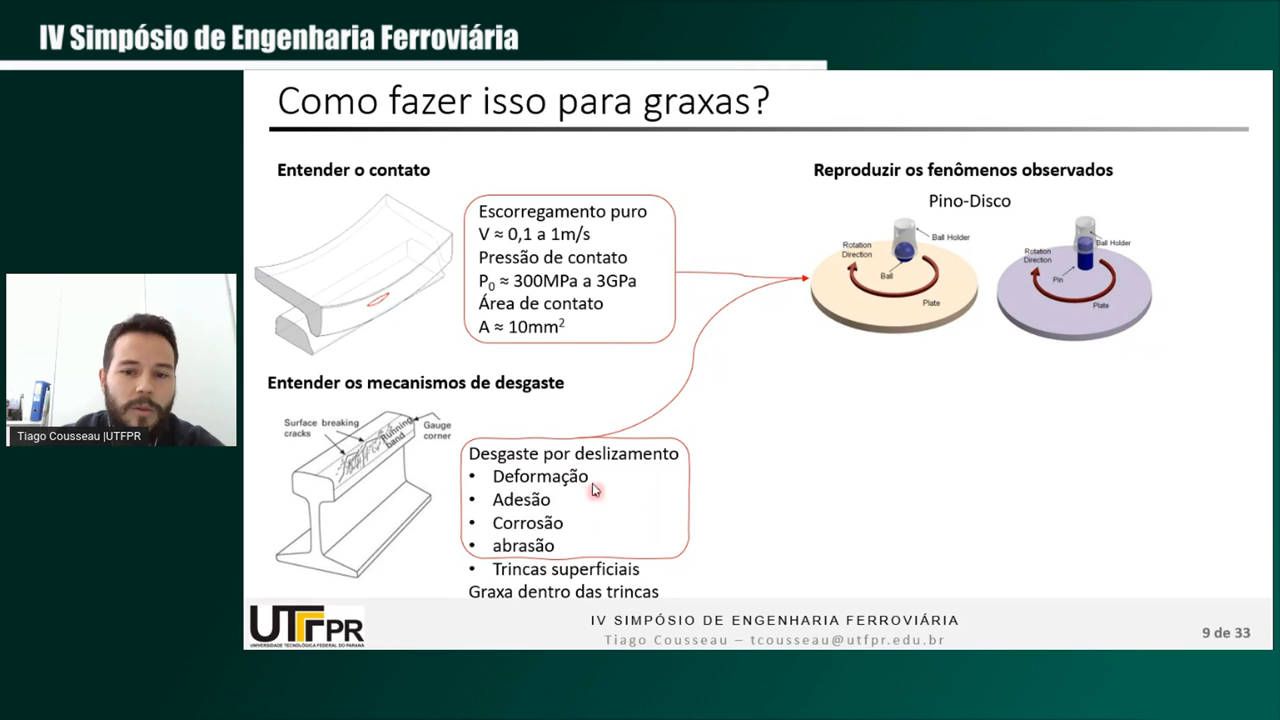 IV Simpósio de Engenharia Ferroviária
Como fazer isso para graxas?
Entender o contato
Escorregamento puro
V ≈ 0,1 a 1m/s
Pressão de contato
P₀ ≈ 300MPa a 3GPa
Área de contato
A ≈ 10mm²
Reproduzir os fenômenos observados
Pino-Disco
Rotation
Direction
Ball Holder
Ball
Plate
Rotation
Direction
Ball Holder
Pin
Plate
Entender os mecanismos de desgaste
Surface breaking
cracks
Running
band
Gauge
corner
Desgaste por deslizamento
• Deformação
• Adesão
• Corrosão
• abrasão
• Trincas superficiais
Graxa dentro das trincas
Tiago Cousseau |UTFPR
UTFPR
UNIVERSIDADE TECNOLÓGICA FEDERAL DO PARANÁ
IV SIMPÓSIO DE ENGENHARIA FERROVIÁRIA
Tiago Cousseau – tcousseau@utfpr.edu.br
9 de 33